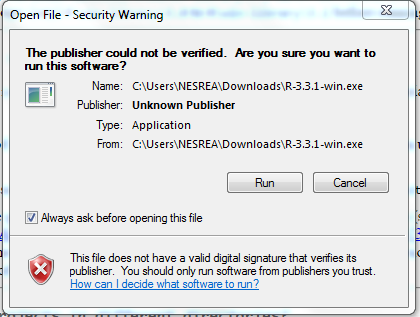 Open File - Security Warning
The publisher could not be verified.  Are you sure you want to
run this software?
Name: C:\Users\NESREA\Downloads\R-3.3.1-win.exe
Publisher: Unknown Publisher
Type: Application
From: C:\Users\NESREA\Downloads\R-3.3.1-win.exe
Run Cancel
Always ask before opening this file
This file does not have a valid digital signature that verifies its
publisher.  You should only run software from publishers you trust.
How can I decide what software to run?